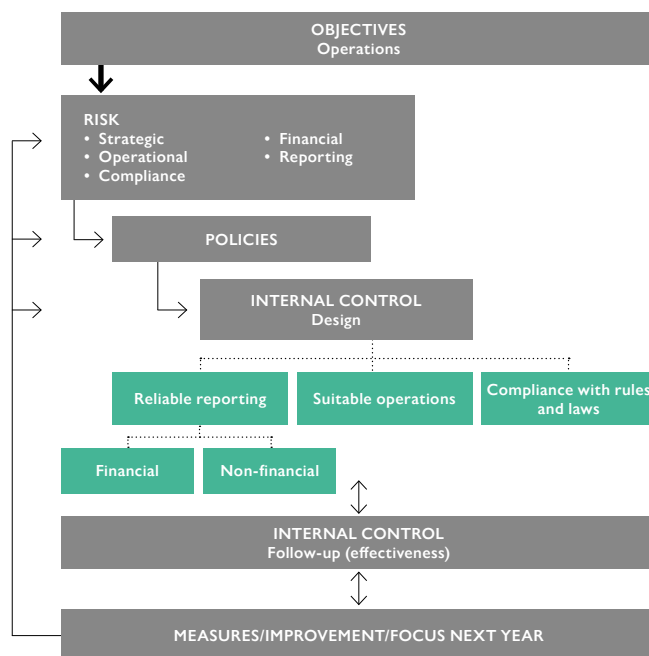 OBJECTIVES
Operations
RISK
• Strategic
• Operational
• Compliance
• Financial
• Reporting
POLICIES
INTERNAL CONTROL
Design
Reliable reporting
Suitable operations
Compliance with rules
and laws
Financial
Non-financial
INTERNAL CONTROL
Follow-up (effectiveness)
MEASURES/IMPROVEMENT/FOCUS NEXT YEAR